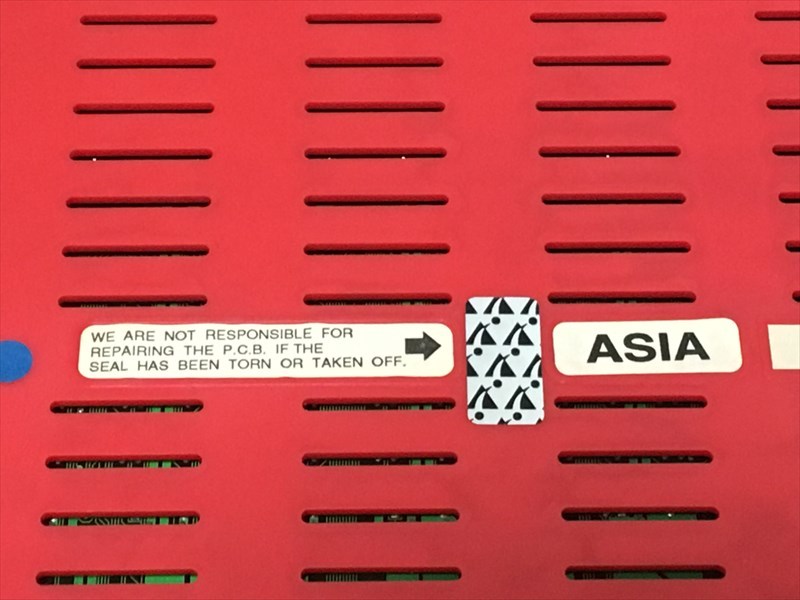 WE ARE NOT RESPONSIBLE FOR
REPAIRING THE P.C.B. IF THE
SEAL HAS BEEN TORN OR TAKEN OFF.
ASIA